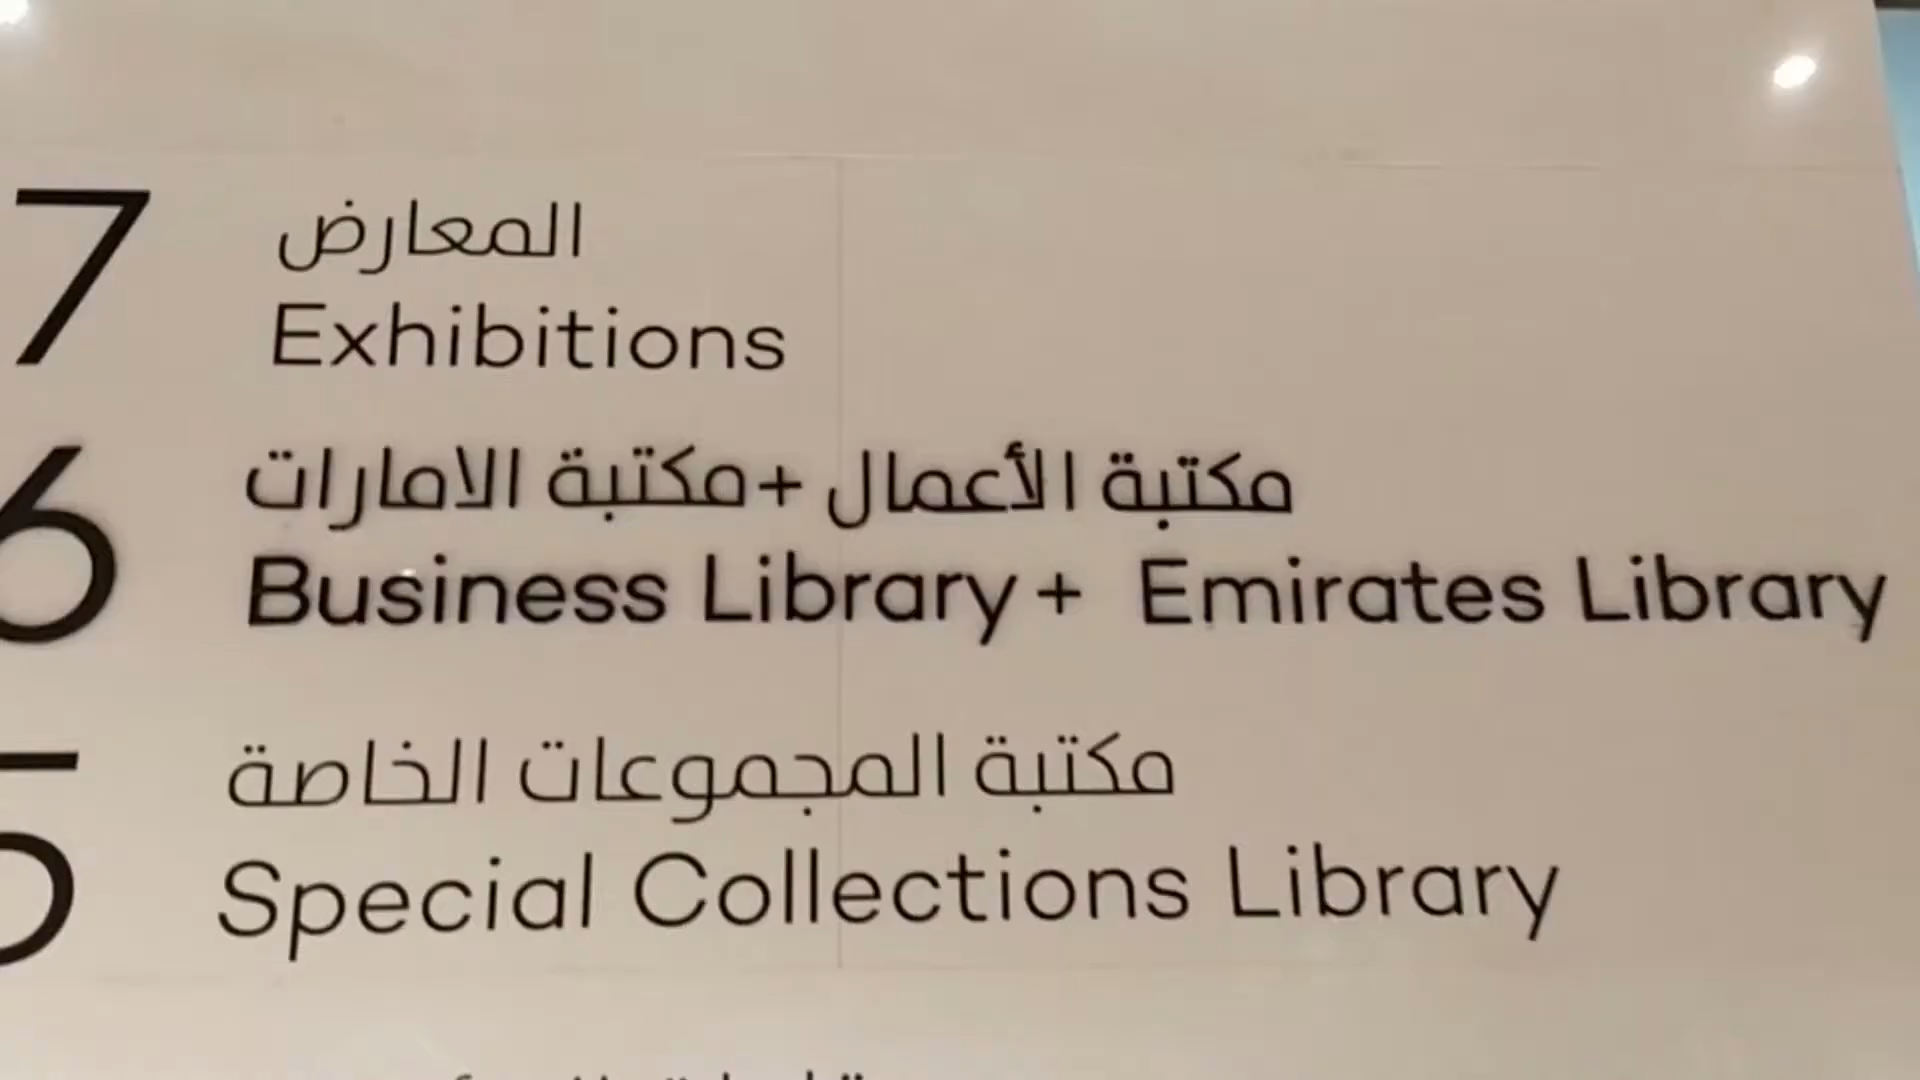 7
المعارض
Exhibitions
6
مكتبة الأعمال + مكتبة الامارات
Business Library + Emirates Library
5
مكتبة المجموعات الخاصة
Special Collections Library